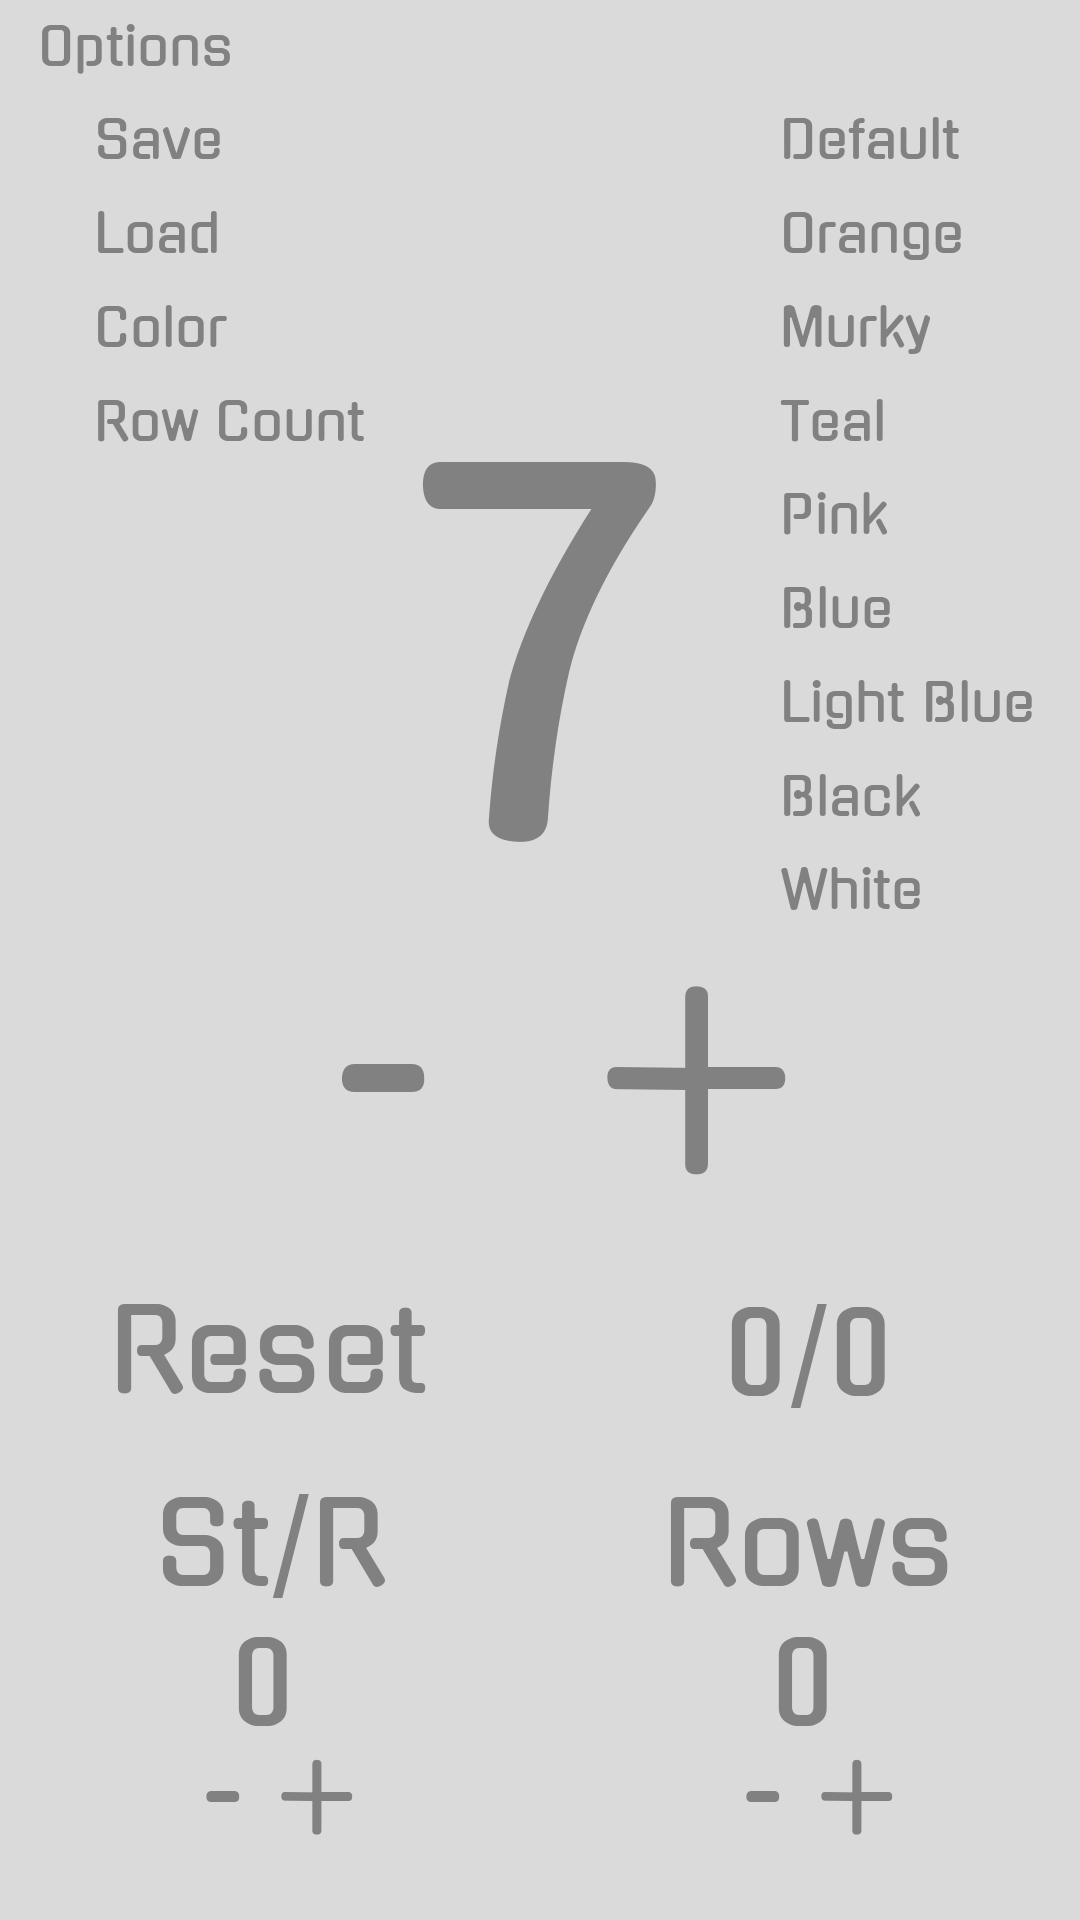 Options
Save
Load
Color
Row Count
Default
Orange
Murky
Teal
Pink
Blue
Light Blue
Black
White
7
- +
Reset
0/0
St/R
Rows
0
0
- +
- +